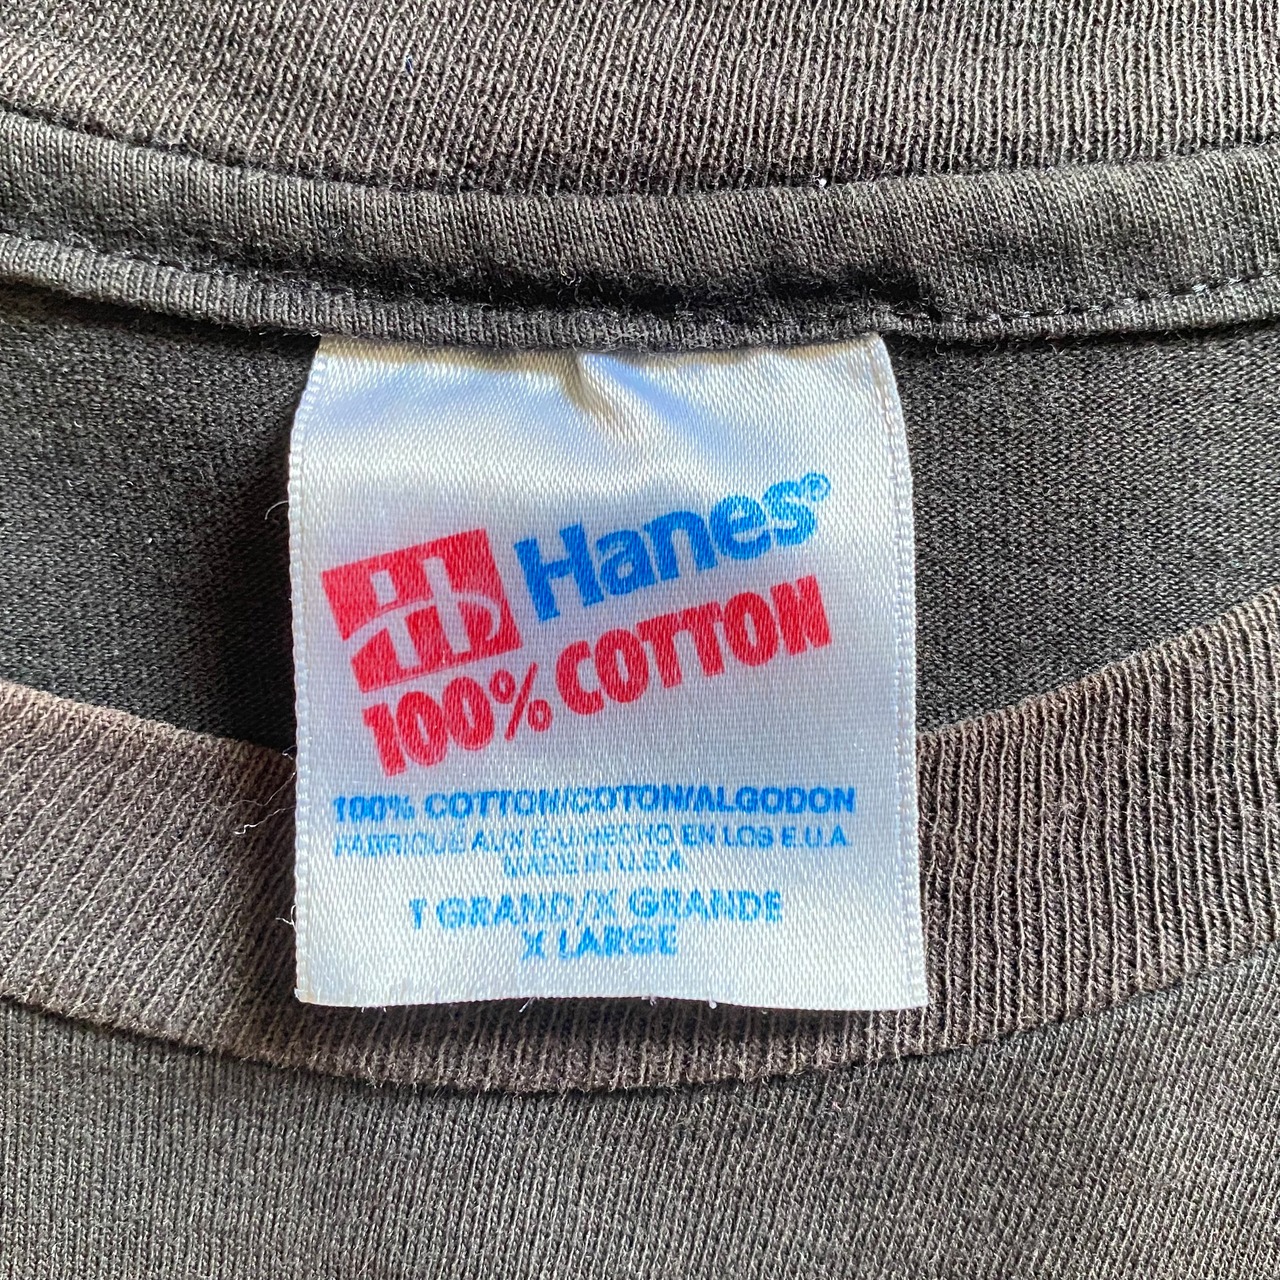 Hanes®
100% COTTON
100% COTTON/COTON/ALGODON
FABRIQUE AUX E.U./HECHO EN LOS E.U.A.
MADE IN U.S.A.
T GRAND/X GRANDE
X LARGE